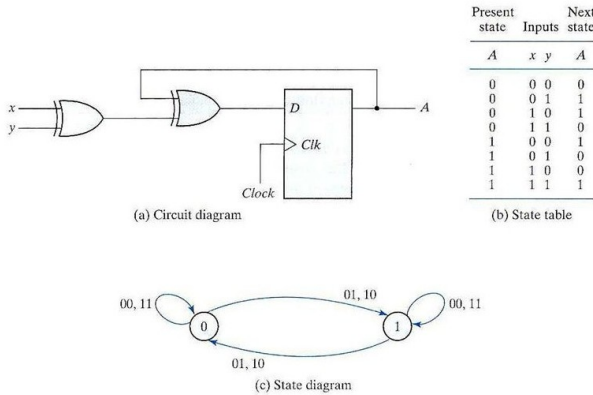 x
y
D
A
Clk
Clock
(a) Circuit diagram
Present Next
state Inputs state
A x y A
0 0 0 0
0 0 1 1
0 1 0 1
0 1 1 0
1 0 0 1
1 0 1 0
1 1 0 0
1 1 1 1
(b) State table
00, 11
0
01, 10
1
00, 11
01, 10
(c) State diagram